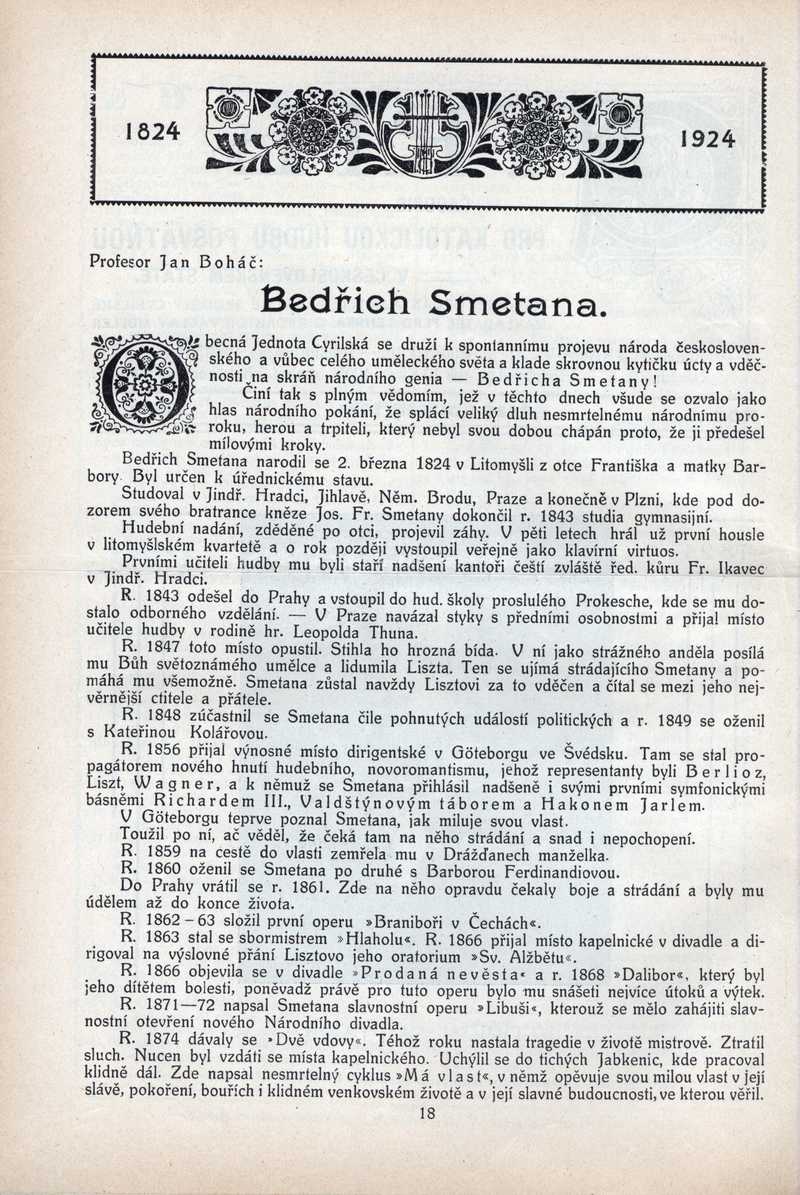 1824
1924
Profesor Jan Boháč:
Bedřich Smetana.
Obecná Jednota Cyrilská se druží k spontannímu projevu národa českosloven-
ského a vůbec celého uměleckého světa a klade skrovnou kytičku úcty a vděč-
nosti na skráň národního genia — Bedřicha Smetany!
Činí tak s plným vědomím, jež v těchto dnech všude se ozvalo jako
hlas národního pokání, že splácí veliký dluh nesmrtelnému národnímu pro-
roku, herou a trpiteli, který nebyl svou dobou chápán proto, že ji předešel
mílovými kroky.
Bedřich Smetana narodil se 2. března 1824 v Litomyšli z otce Františka a matky Bar-
bory. Byl určen k úřednickému stavu.
Studoval v Jindř. Hradci, Jihlavě, Něm. Brodu, Praze a konečně v Plzni, kde pod do-
zorem svého bratrance kněze Jos. Fr. Smetany dokončil r. 1843 studia gymnasijní.
Hudební nadání, zděděné po otci, projevil záhy. V pěti letech hrál už první housle
v litomyšlském kvartetě a o rok později vystoupil veřejně jako klavírní virtuos.
Prvními učiteli hudby mu byli staří nadšení kantoři čeští zvláště řed. kůru Fr. Ikavec
v Jindř. Hradci.
R. 1843 odešel do Prahy a vstoupil do hud. školy proslulého Prokesche, kde se mu do-
stalo odborného vzdělání. — V Praze navázal styky s předními osobnostmi a přijal místo
učitele hudby v rodině hr. Leopolda Thuna.
R. 1847 toto místo opustil. Stihla ho hrozná bída. V ní jako strážného anděla posílá
mu Bůh světoznámého umělce a lidumila Liszta. Ten se ujímá strádajícího Smetany a po-
máhá mu všemožně. Smetana zůstal navždy Lisztovi za to vděčen a čítal se mezi jeho nej-
věrnější ctitele a přátele.
R. 1848 zúčastnil se Smetana čile pohnutých událostí politických a r. 1849 se oženil
s Kateřinou Kolářovou.
R. 1856 přijal výnosné místo dirigentské v Göteborgu ve Švédsku. Tam se stal pro-
pagátorem nového hnutí hudebního, novoromantismu, jehož representanty byli Berlioz,
Liszt, Wagner, a k němuž se Smetana přihlásil nadšeně i svými prvními symfonickými
básněmi Richardem III., Valdštýnovým táborem a Hakonem Jarlem.
V Göteborgu teprve poznal Smetana, jak miluje svou vlast.
Toužil po ní, ač věděl, že čeká tam na něho strádání a snad i nepochopení.
R. 1859 na cestě do vlasti zemřela mu v Drážďanech manželka.
R. 1860 oženil se Smetana po druhé s Barborou Ferdinandiovou.
Do Prahy vrátil se r. 1861. Zde na něho opravdu čekaly boje a strádání a byly mu
údělem až do konce života.
R. 1862–63 složil první operu »Braniboři v Čechách«.
R. 1863 stal se sbormistrem »Hlaholu«. R. 1866 přijal místo kapelnické v divadle a di-
rigoval na výslovné přání Lisztovo jeho oratorium »Sv. Alžbětu«.
R. 1866 objevila se v divadle »Prodaná nevěsta« a r. 1868 »Dalibor«, který byl
jeho dítětem bolesti, poněvadž právě pro tuto operu bylo mu snášeti nejvíce útoků a výtek.
R. 1871—72 napsal Smetana slavnostní operu »Libuši«, kterouž se mělo zahájiti slav-
nostní otevření nového Národního divadla.
R. 1874 dávaly se »Dvě vdovy«. Téhož roku nastala tragedie v životě mistrově. Ztratil
sluch. Nucen byl vzdáti se místa kapelnického. Uchýlil se do tichých Jabkenic, kde pracoval
klidně dál. Zde napsal nesmrtelný cyklus »Má vlast«, v němž opěvuje svou milou vlast v její
slávě, pokoření, bouřích i klidném venkovském životě a v její slavné budoucnosti, ve kterou věřil.
18